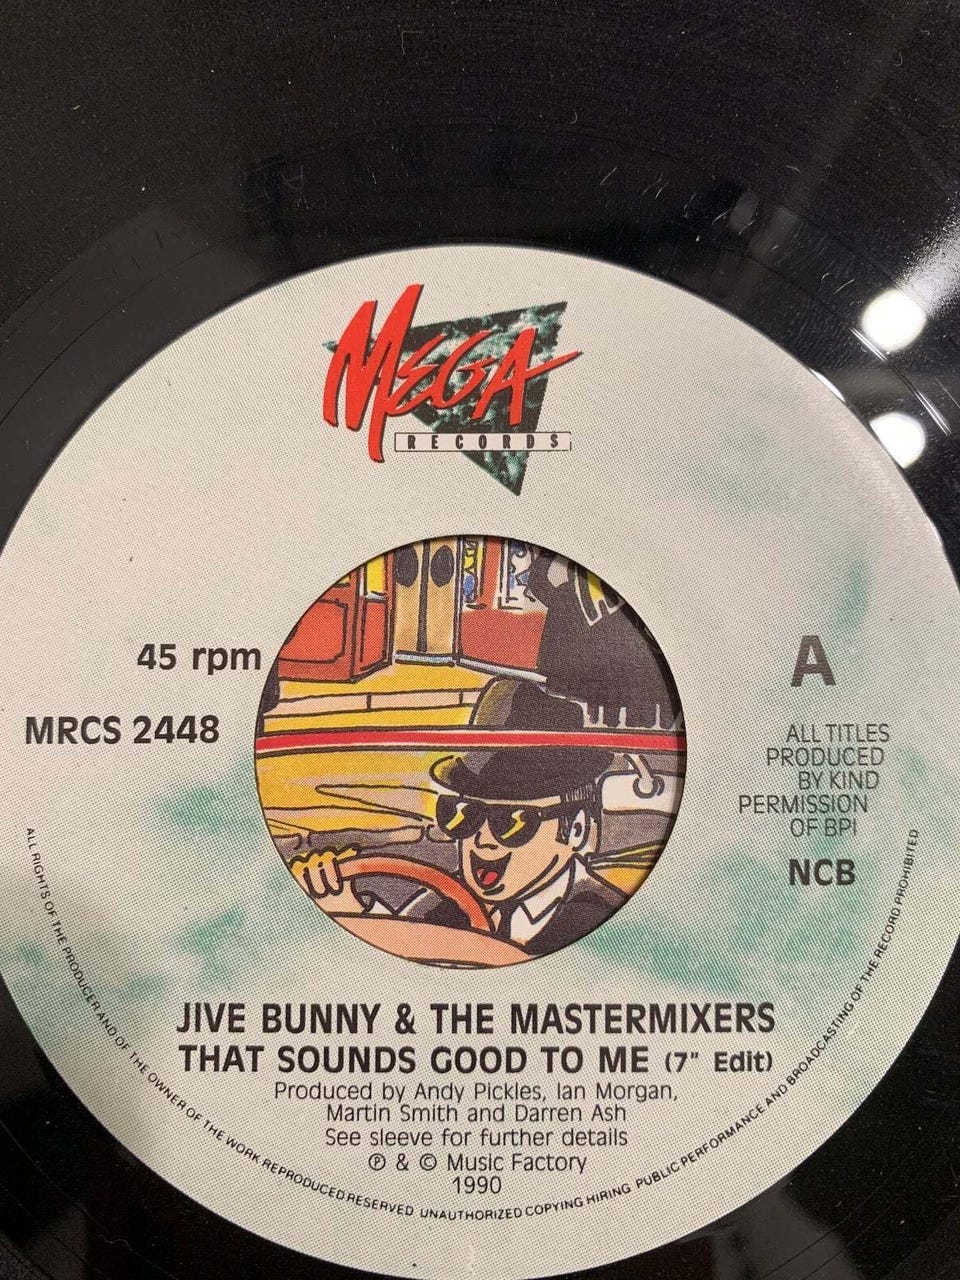 MEGA
RECORDS
45 rpm
A
MRCS 2448
ALL TITLES
PRODUCED
BY KIND
PERMISSION
OF BPI
NCB
JIVE BUNNY & THE MASTERMIXERS
THAT SOUNDS GOOD TO ME (7" Edit)
Produced by Andy Pickles, Ian Morgan,
Martin Smith and Darren Ash
See sleeve for further details
℗ & © Music Factory
1990
ALL RIGHTS OF THE PRODUCER AND OF THE OWNER OF THE WORK REPRODUCED RESERVED UNAUTHORIZED COPYING HIRING PUBLIC PERFORMANCE AND BROADCASTING OF THE RECORD PROHIBITED